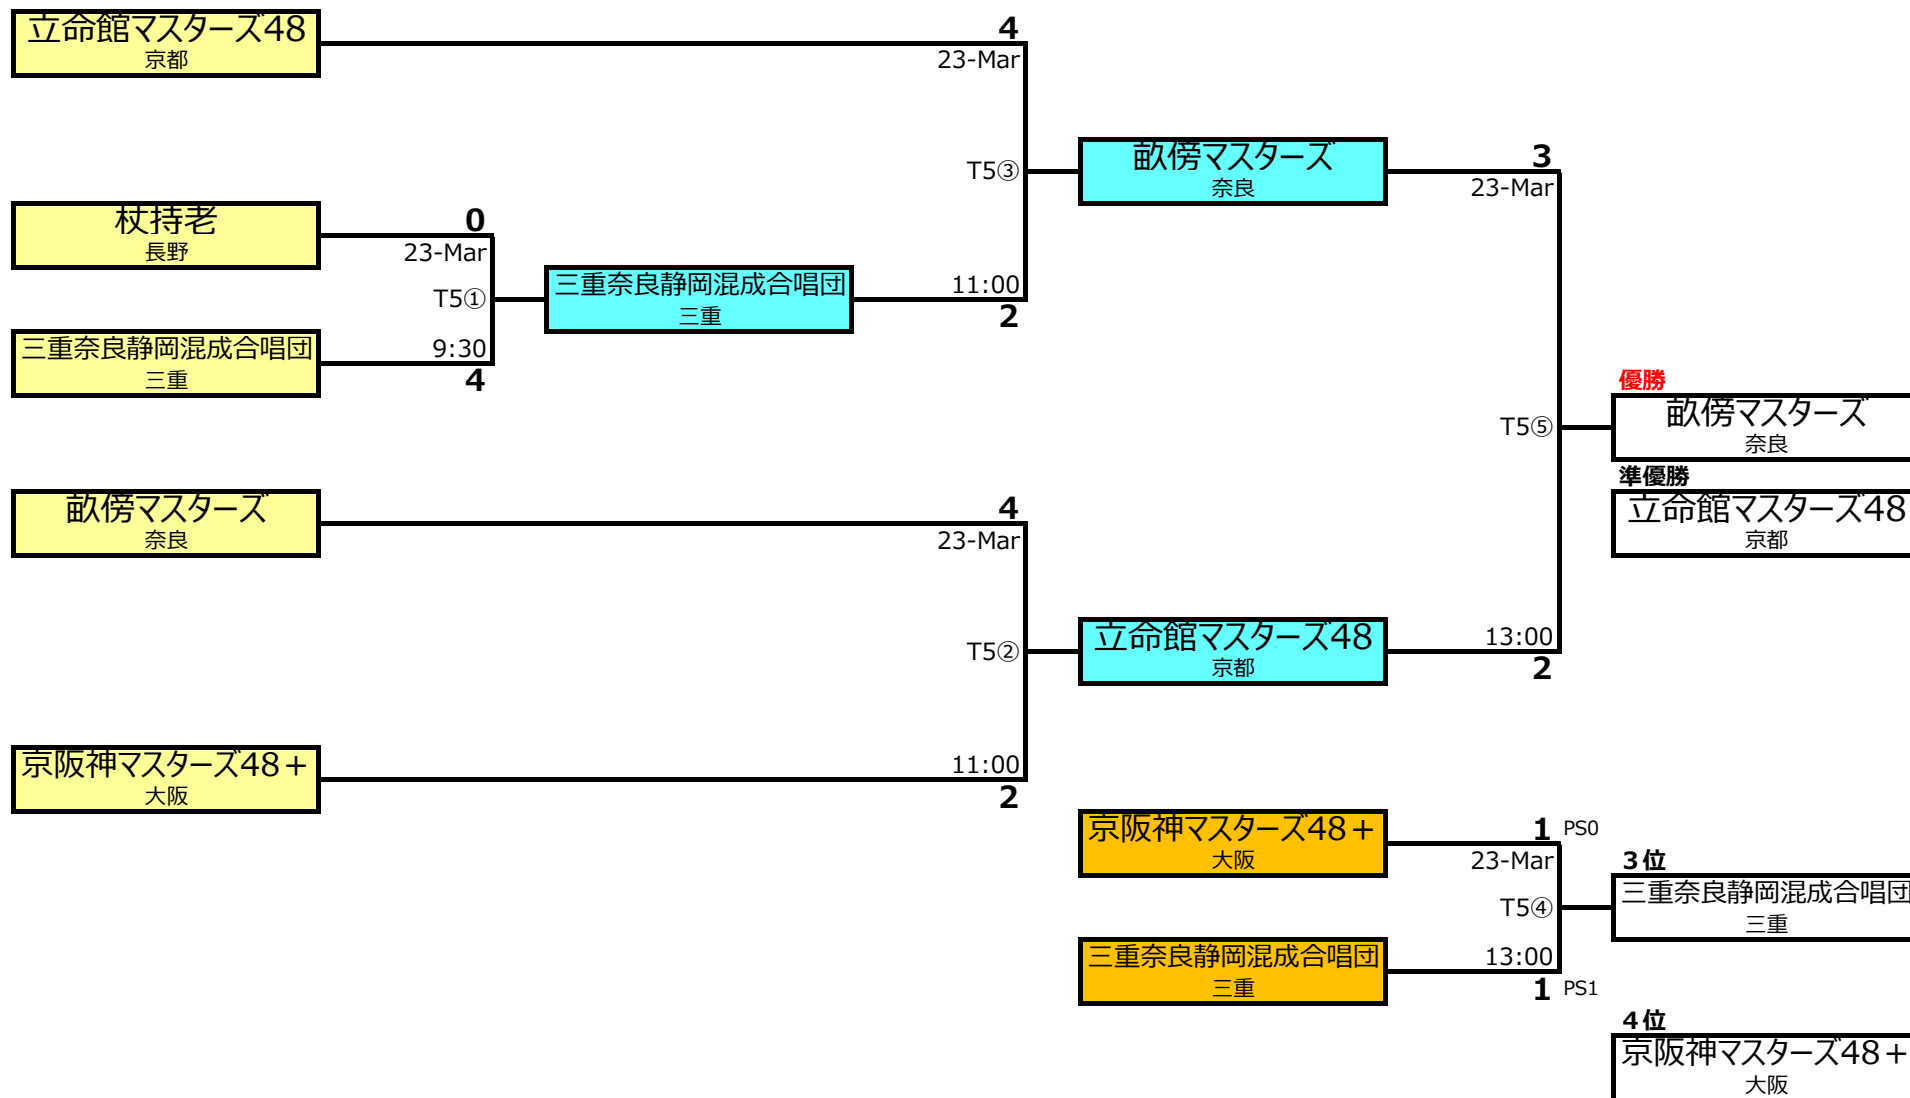 立命館マスターズ48
京都
4
23-Mar
杖持老
長野
0
23-Mar
T5①
三重奈良静岡混成合唱団
三重
9:30
4
三重奈良静岡混成合唱団
三重
11:00
2
T5③
畝傍マスターズ
奈良
3
23-Mar
畝傍マスターズ
奈良
4
23-Mar
T5②
京阪神マスターズ48＋
大阪
11:00
2
立命館マスターズ48
京都
13:00
2
T5⑤
優勝
畝傍マスターズ
奈良
準優勝
立命館マスターズ48
京都
京阪神マスターズ48＋
大阪
1 PS0
23-Mar
T5④
三重奈良静岡混成合唱団
三重
13:00
1 PS1
３位
三重奈良静岡混成合唱団
三重
４位
京阪神マスターズ48＋
大阪